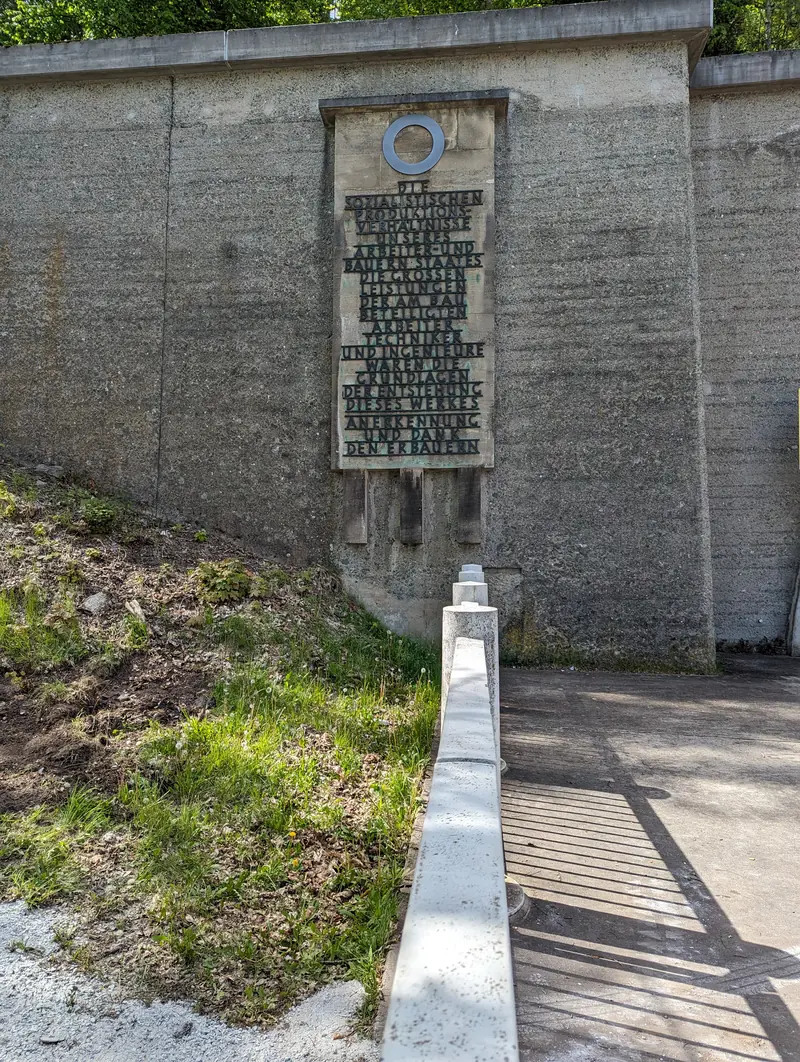 DIE
SOZIALISTISCHEN
PRODUKTIONS-
VERHÄLTNISSE
UNSERES
ARBEITER-UND
BAUERN STAATES
DIE GROSSEN
LEISTUNGEN
DER AM BAU
BETEILIGTEN
ARBEITER
TECHNIKER
UND INGENIEURE
WAREN DIE
GRUNDLAGEN
DER ENTSTEHUNG
DIESES WERKES
ANERKENNUNG
UND DANK
DEN ERBAUERN